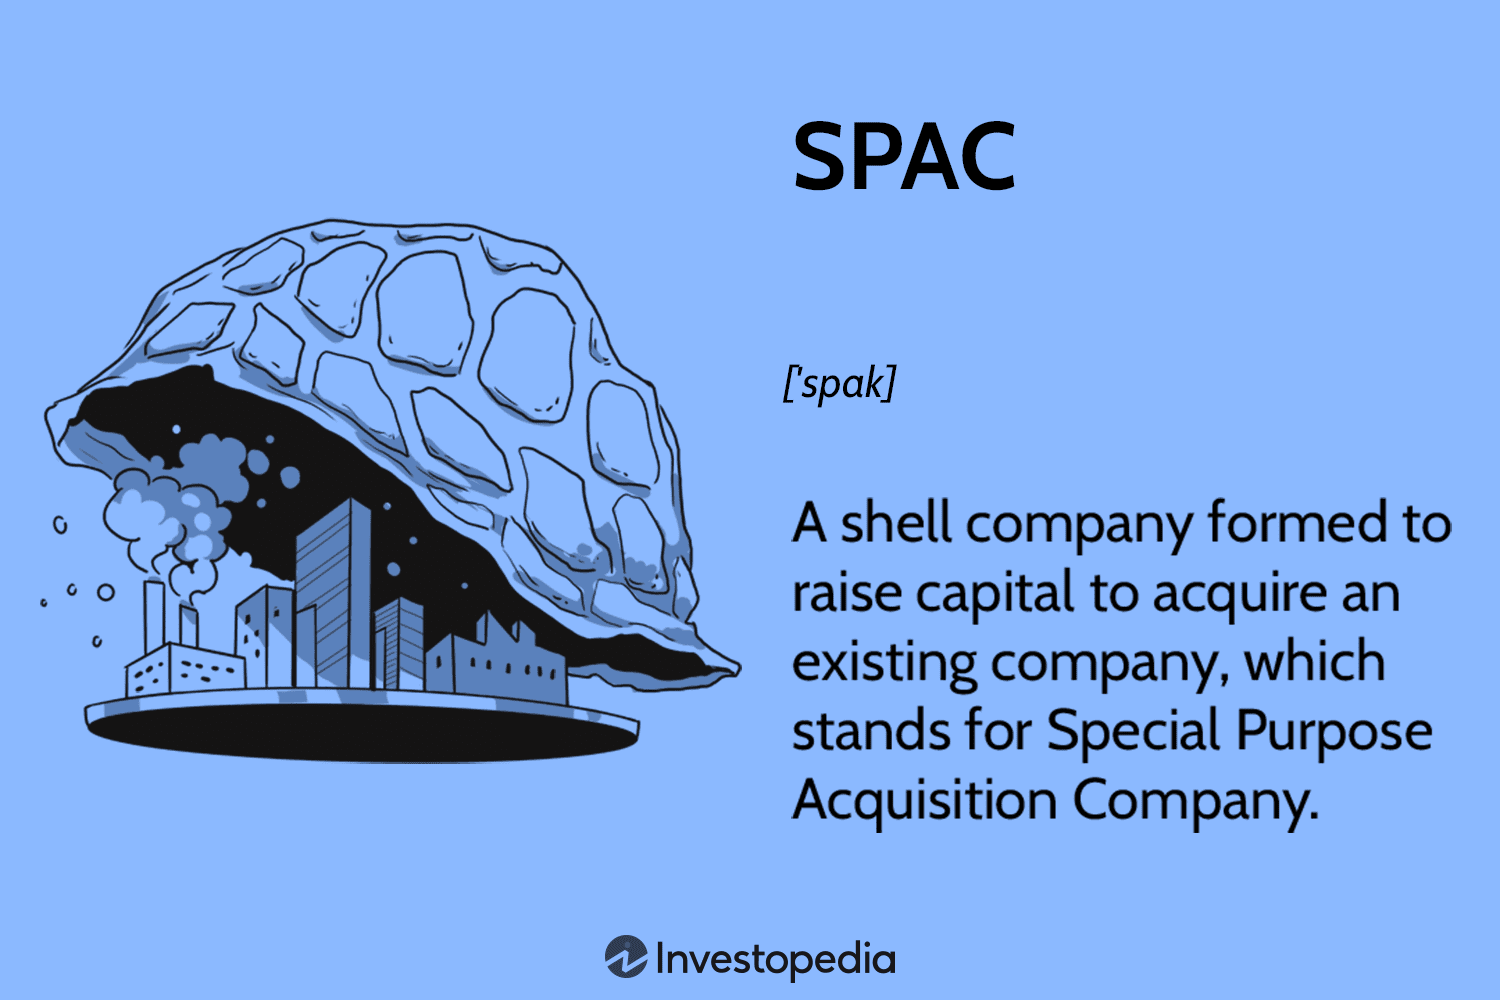 SPAC
['spak]
A shell company formed to
raise capital to acquire an
existing company, which
stands for Special Purpose
Acquisition Company.
Investopedia